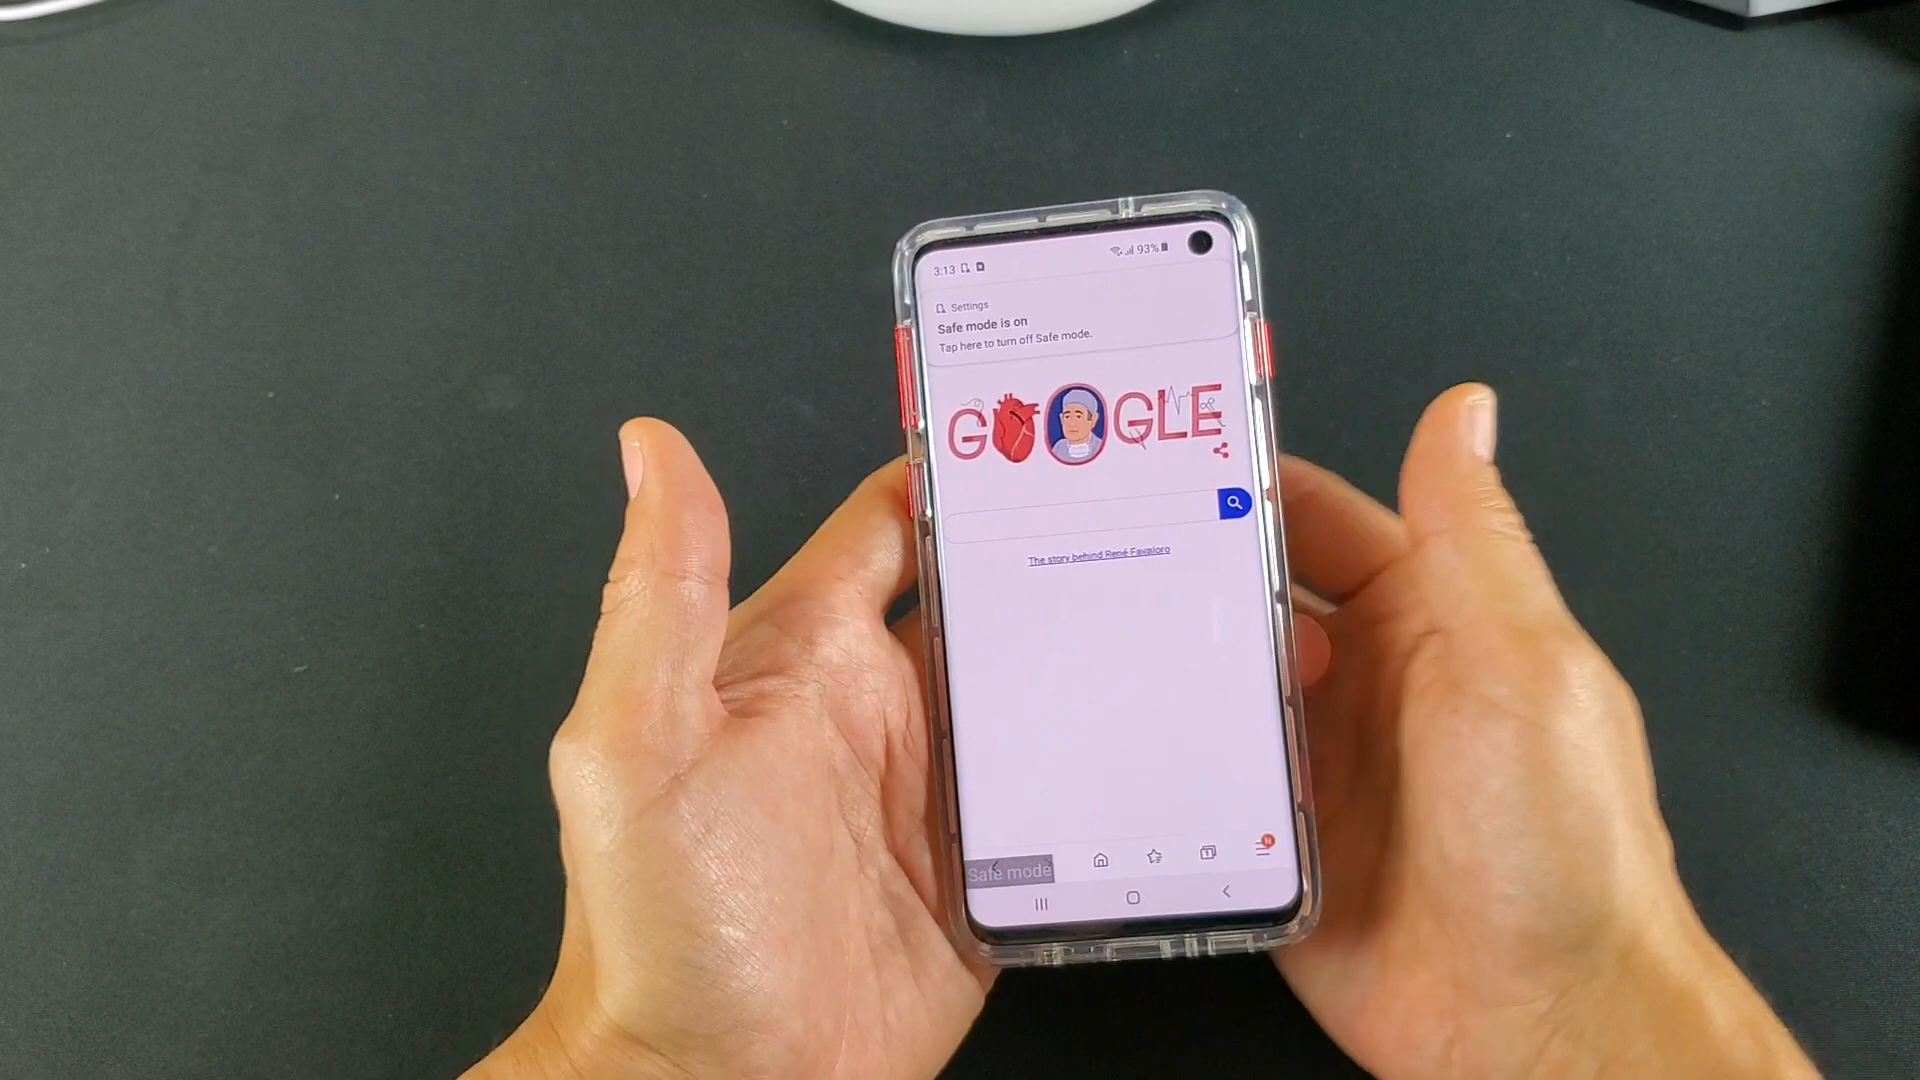 3:13
93%
Settings
Safe mode is on
Tap here to turn off Safe mode.
GOOGLE
The story behind René Favaloro
1
N
Safe mode